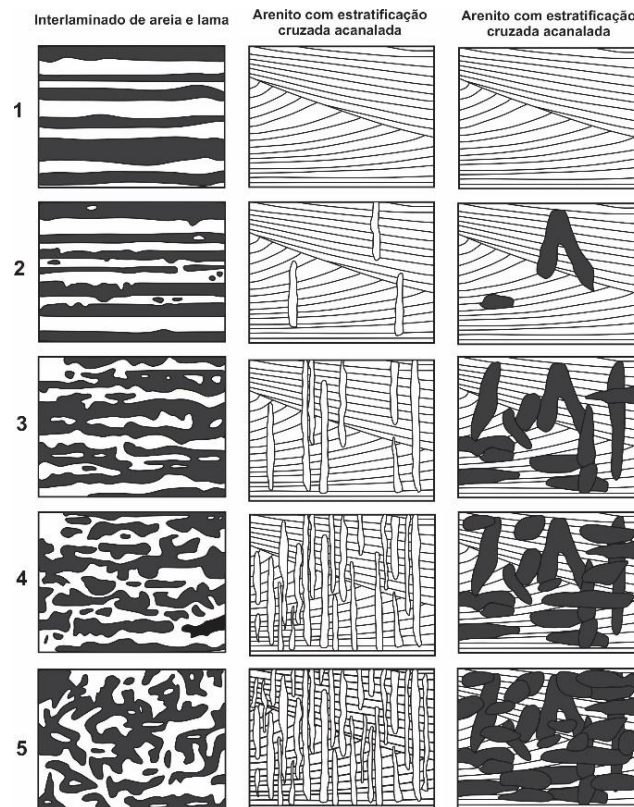 Interlaminado de areia e lama
Arenito com estratificação
cruzada acanalada
Arenito com estratificação
cruzada acanalada
1
2
3
4
5